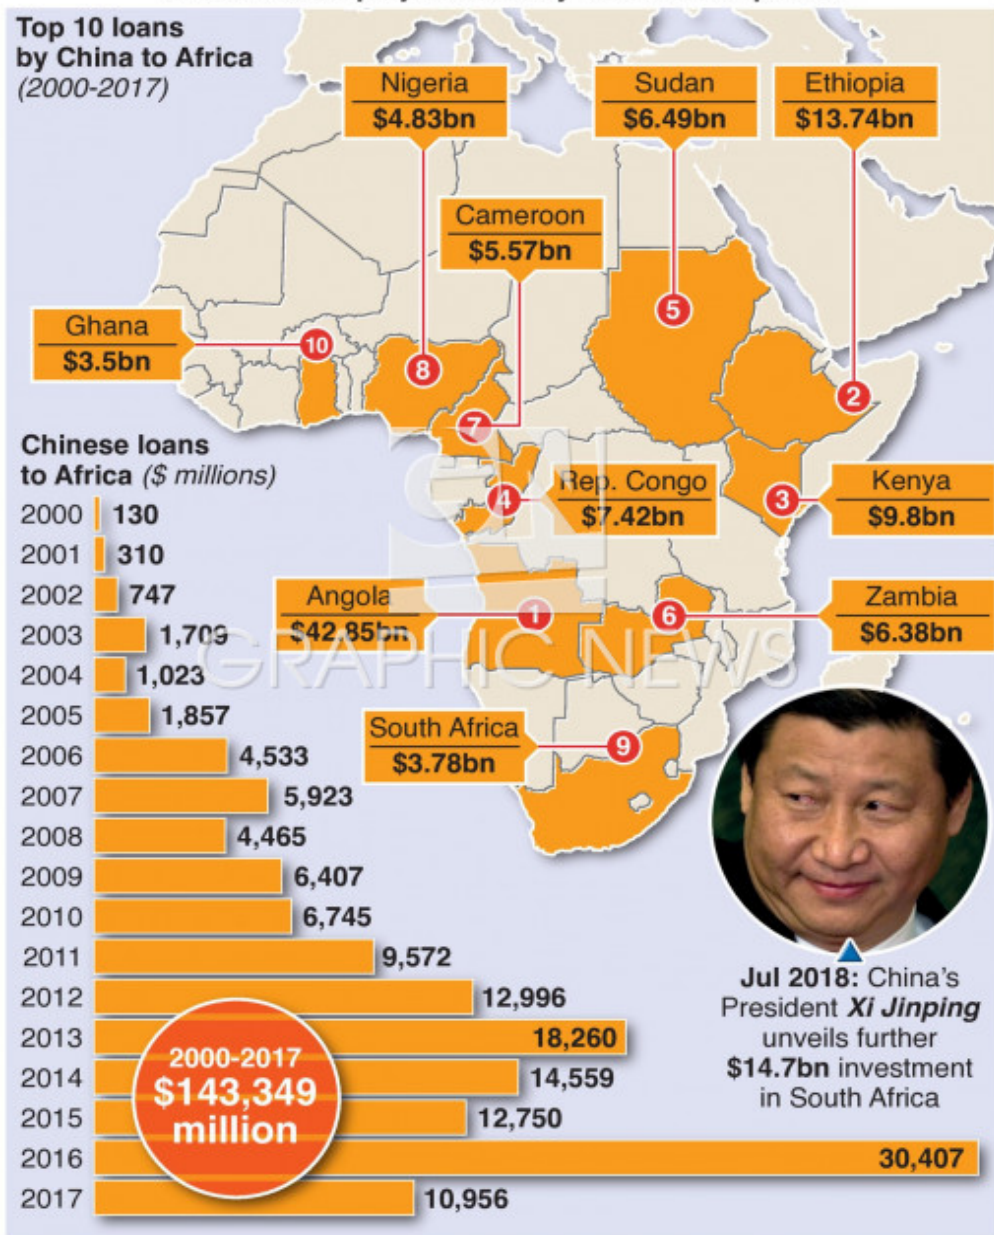 Top 10 loans
by China to Africa
(2000-2017)
Nigeria
$4.83bn
Sudan
$6.49bn
Ethiopia
$13.74bn
Cameroon
$5.57bn
Ghana
$3.5bn
10
8
5
2
7
4
3
1
6
9
Rep. Congo
$7.42bn
Kenya
$9.8bn
Angola
$42.85bn
Zambia
$6.38bn
South Africa
$3.78bn
GRAPHIC NEWS
Chinese loans
to Africa ($ millions)
2000 130
2001 310
2002 747
2003 1,709
2004 1,023
2005 1,857
2006 4,533
2007 5,923
2008 4,465
2009 6,407
2010 6,745
2011 9,572
2012 12,996
2013 18,260
2014 14,559
2015 12,750
2016 30,407
2017 10,956
2000-2017
$143,349
million
Jul 2018: China's
President Xi Jinping
unveils further
$14.7bn investment
in South Africa